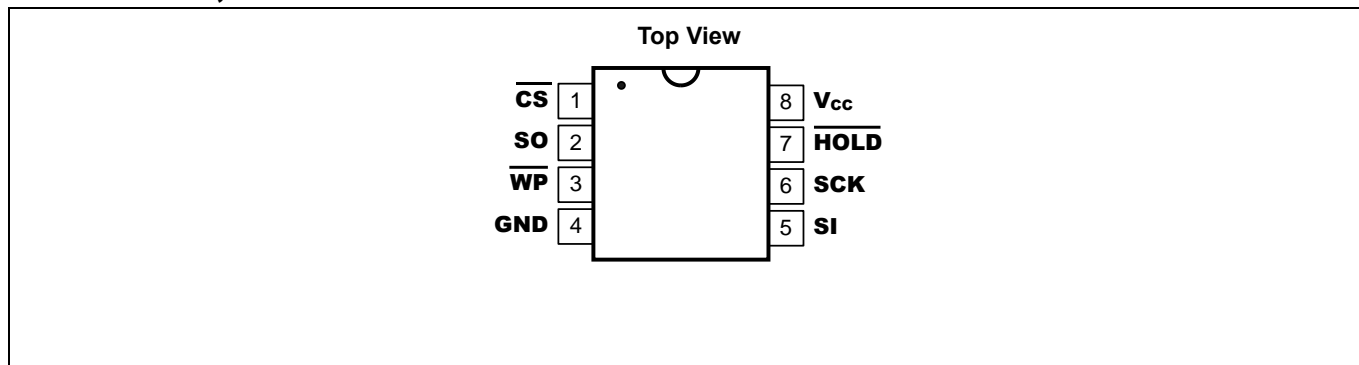 Top View
CS 1
SO 2
WP 3
GND 4
8 Vcc
7 HOLD
6 SCK
5 SI